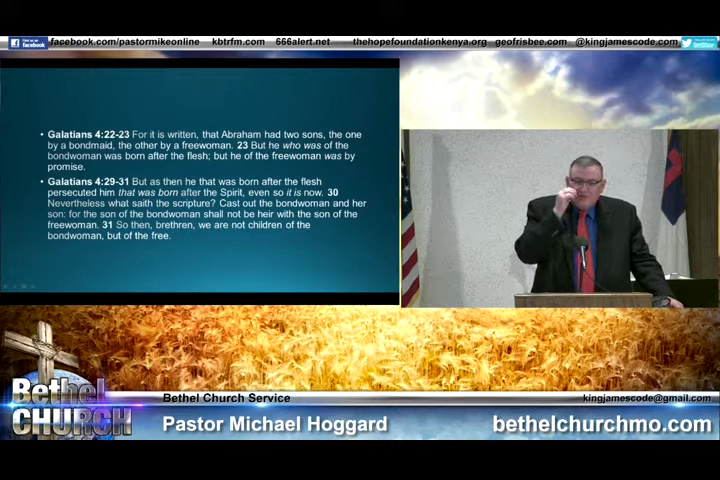 facebook.com/pastormikeonline kbtrfm.com 666alert.net thehopefoundationkenya.org geofrisbee.com @kingjamescode.com
• Galatians 4:22-23 For it is written, that Abraham had two sons, the one
by a bondmaid, the other by a freewoman. 23 But he who was of the
bondwoman was born after the flesh; but he of the freewoman was by
promise.
• Galatians 4:29-31 But as then he that was born after the flesh
persecuted him that was born after the Spirit, even so it is now. 30
Nevertheless what saith the scripture? Cast out the bondwoman and her
son: for the son of the bondwoman shall not be heir with the son of the
freewoman. 31 So then, brethren, we are not children of the
bondwoman, but of the free.
Bethel
CHURCH
Bethel Church Service
kingjamescode@gmail.com
Pastor Michael Hoggard
bethelchurchmo.com